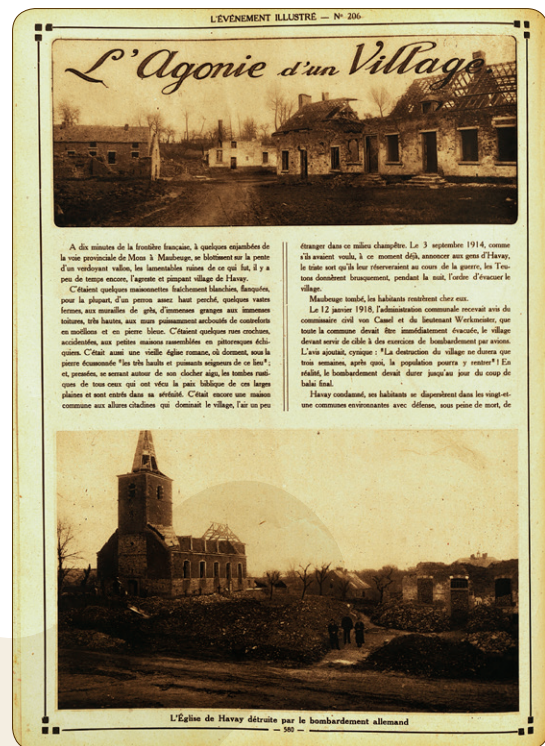 L'ÉVÉNEMENT ILLUSTRÉ — N° 206
L'Agonie d'un Village.
A dix minutes de la frontière française, à quelques enjambées de
la voie provinciale de Mons à Maubeuge, se blottissent sur la pente
d'un verdoyant vallon, les lamentables ruines de ce qui fut, il y a
peu de temps encore, l'agreste et pimpant village de Havay.
C'étaient quelques maisonnettes fraîchement blanchies, flanquées,
pour la plupart, d'un perron assez haut perché, quelques vastes
fermes, aux murailles de grès, d'immenses granges aux immenses
toitures, très hautes, aux murs puissamment arcboutés de contreforts
en moëllons et en pierre bleue. C'étaient quelques rues crochues,
accidentées, aux petites maisons rassemblées en pittoresques échi-
quiers. C'était aussi une vieille église romane, où dorment, sous la
pierre écussonnée "les très hauts et puissants seigneurs de ce lieu";
et, pressées, se serrant autour de son clocher aigu, les tombes rusti-
ques de tous ceux qui ont vécu la paix biblique de ces larges
plaines et sont entrés dans sa sérénité. C'était encore une maison
commune aux allures citadines qui dominait le village, l'air un peu
étranger dans ce milieu champêtre. Le 3 septembre 1914, comme
s'ils avaient voulu, à ce moment déjà, annoncer aux gens d'Havay,
le triste sort qu'ils leur réserveraient au cours de la guerre, les Teu-
tons donnèrent brusquement, pendant la nuit, l'ordre d'évacuer le
village.
Maubeuge tombé, les habitants rentrèrent chez eux.
Le 12 janvier 1918, l'administration communale recevait avis du
commissaire civil von Cassel et du lieutenant Werkmeister, que
toute la commune devait être immédiatement évacuée, le village
devant servir de cible à des exercices de bombardement par avions.
L'avis ajoutait, cynique : "La destruction du village ne durera que
trois semaines, après quoi, la population pourra y rentrer" ! En
réalité, le bombardement devait durer jusqu'au jour du coup de
balai final.
Havay condamné, ses habitants se dispersèrent dans les vingt-et-
une communes environnantes avec défense, sous peine de mort, de
L'Église de Havay détruite par le bombardement allemand
— 580 —